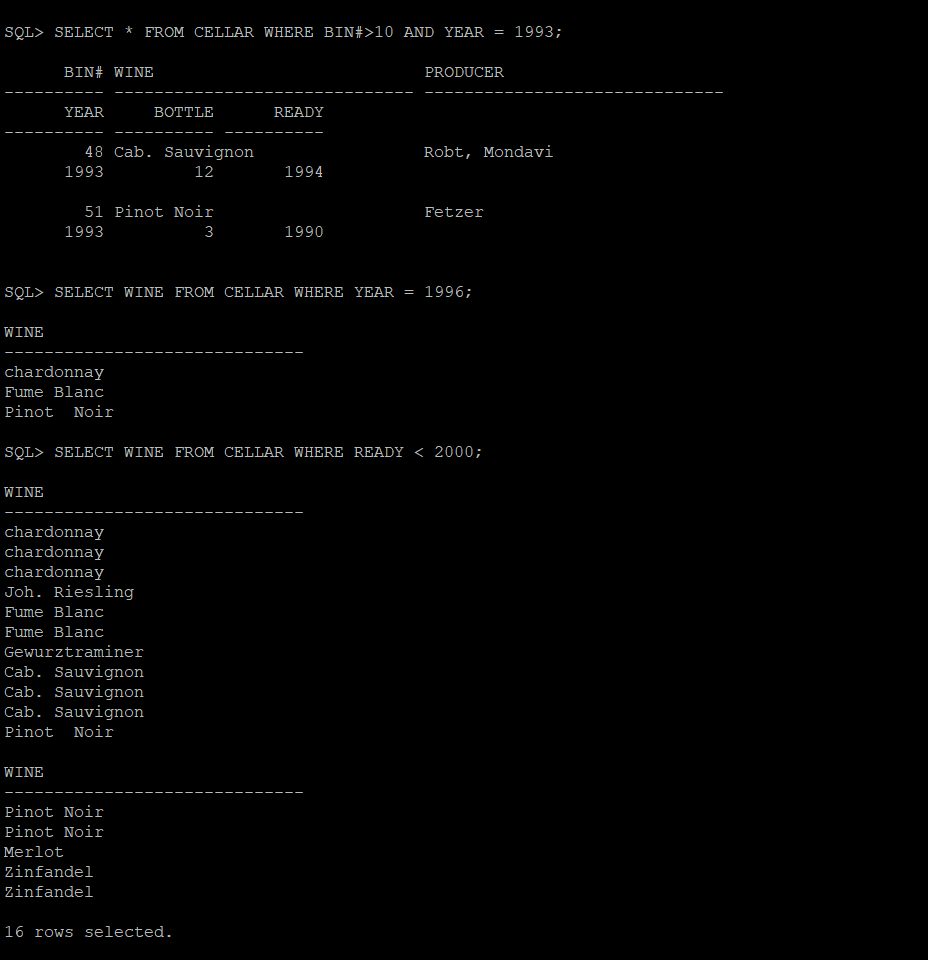 SQL> SELECT * FROM CELLAR WHERE BIN#>10 AND YEAR = 1993;
      BIN# WINE                           PRODUCER
---------- ------------------------------ ------------------------------
      YEAR     BOTTLE      READY
---------- ---------- ----------
        48 Cab. Sauvignon                 Robt, Mondavi
      1993         12       1994
        51 Pinot Noir                     Fetzer
      1993          3       1990
SQL> SELECT WINE FROM CELLAR WHERE YEAR = 1996;
WINE
------------------------------
chardonnay
Fume Blanc
Pinot  Noir
SQL> SELECT WINE FROM CELLAR WHERE READY < 2000;
WINE
------------------------------
chardonnay
chardonnay
chardonnay
Joh. Riesling
Fume Blanc
Fume Blanc
Gewurztraminer
Cab. Sauvignon
Cab. Sauvignon
Cab. Sauvignon
Pinot  Noir
WINE
------------------------------
Pinot Noir
Pinot Noir
Merlot
Zinfandel
Zinfandel
16 rows selected.